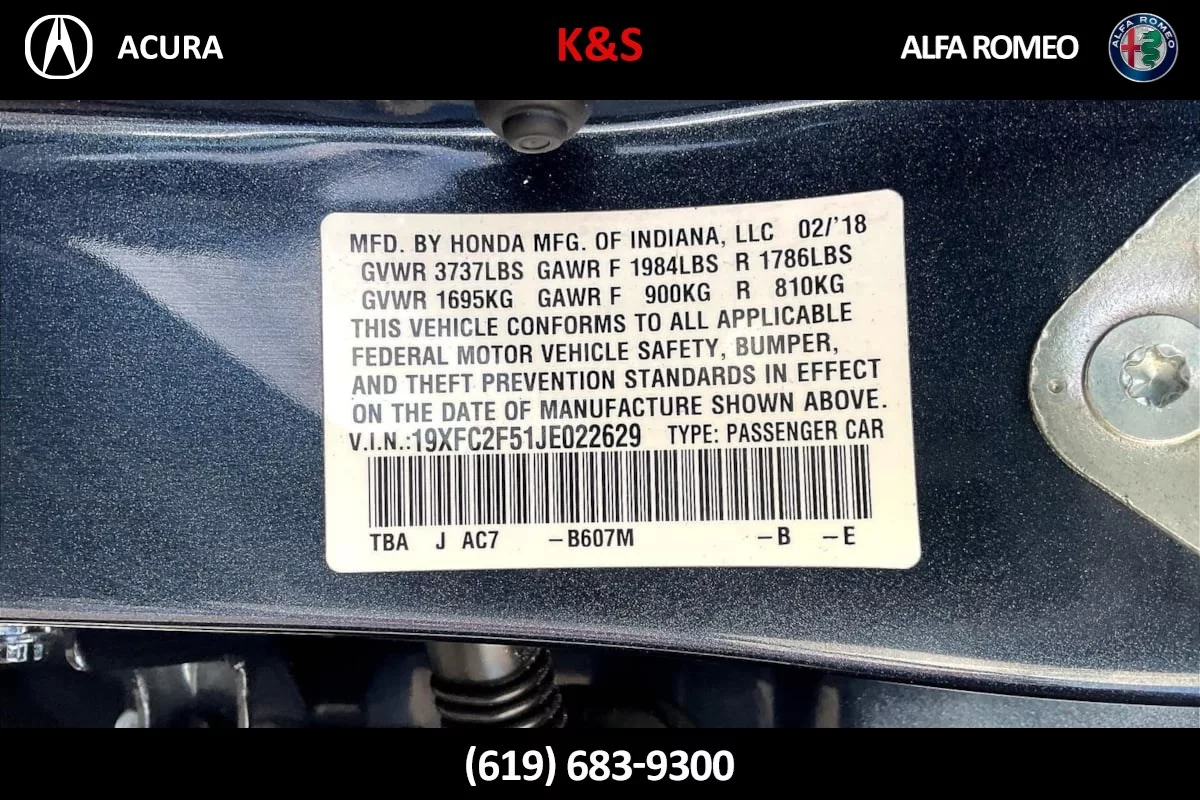 ACURA
K&S
ALFA ROMEO
ALFA ROMEO
MFD. BY HONDA MFG. OF INDIANA, LLC 02/'18
GVWR 3737LBS GAWR F 1984LBS R 1786LBS
GVWR 1695KG GAWR F 900KG R 810KG
THIS VEHICLE CONFORMS TO ALL APPLICABLE
FEDERAL MOTOR VEHICLE SAFETY, BUMPER,
AND THEFT PREVENTION STANDARDS IN EFFECT
ON THE DATE OF MANUFACTURE SHOWN ABOVE.
V.I.N.:19XFC2F51JE022629 TYPE: PASSENGER CAR
TBA J AC7 –B607M –B –E
(619) 683-9300